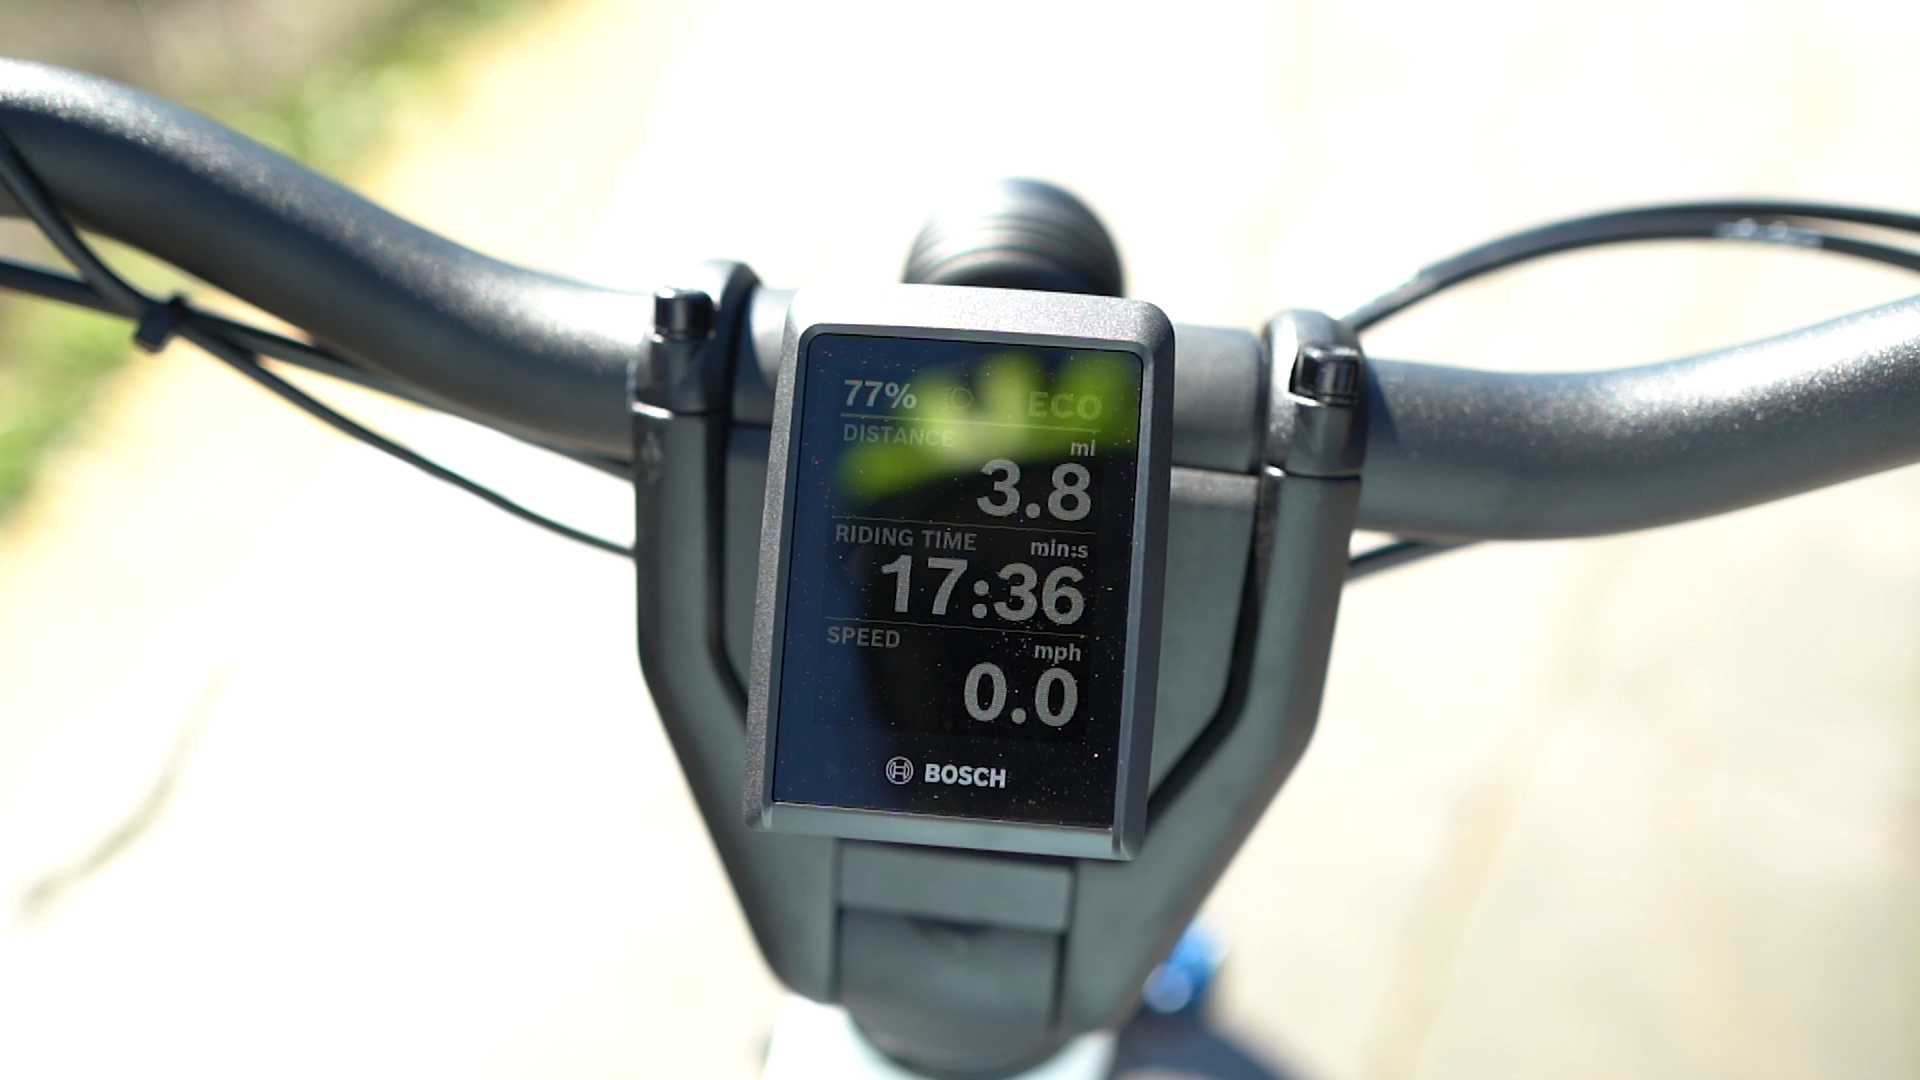 77% ECO
DISTANCE mi
3.8
RIDING TIME min:s
17:36
SPEED mph
0.0
BOSCH